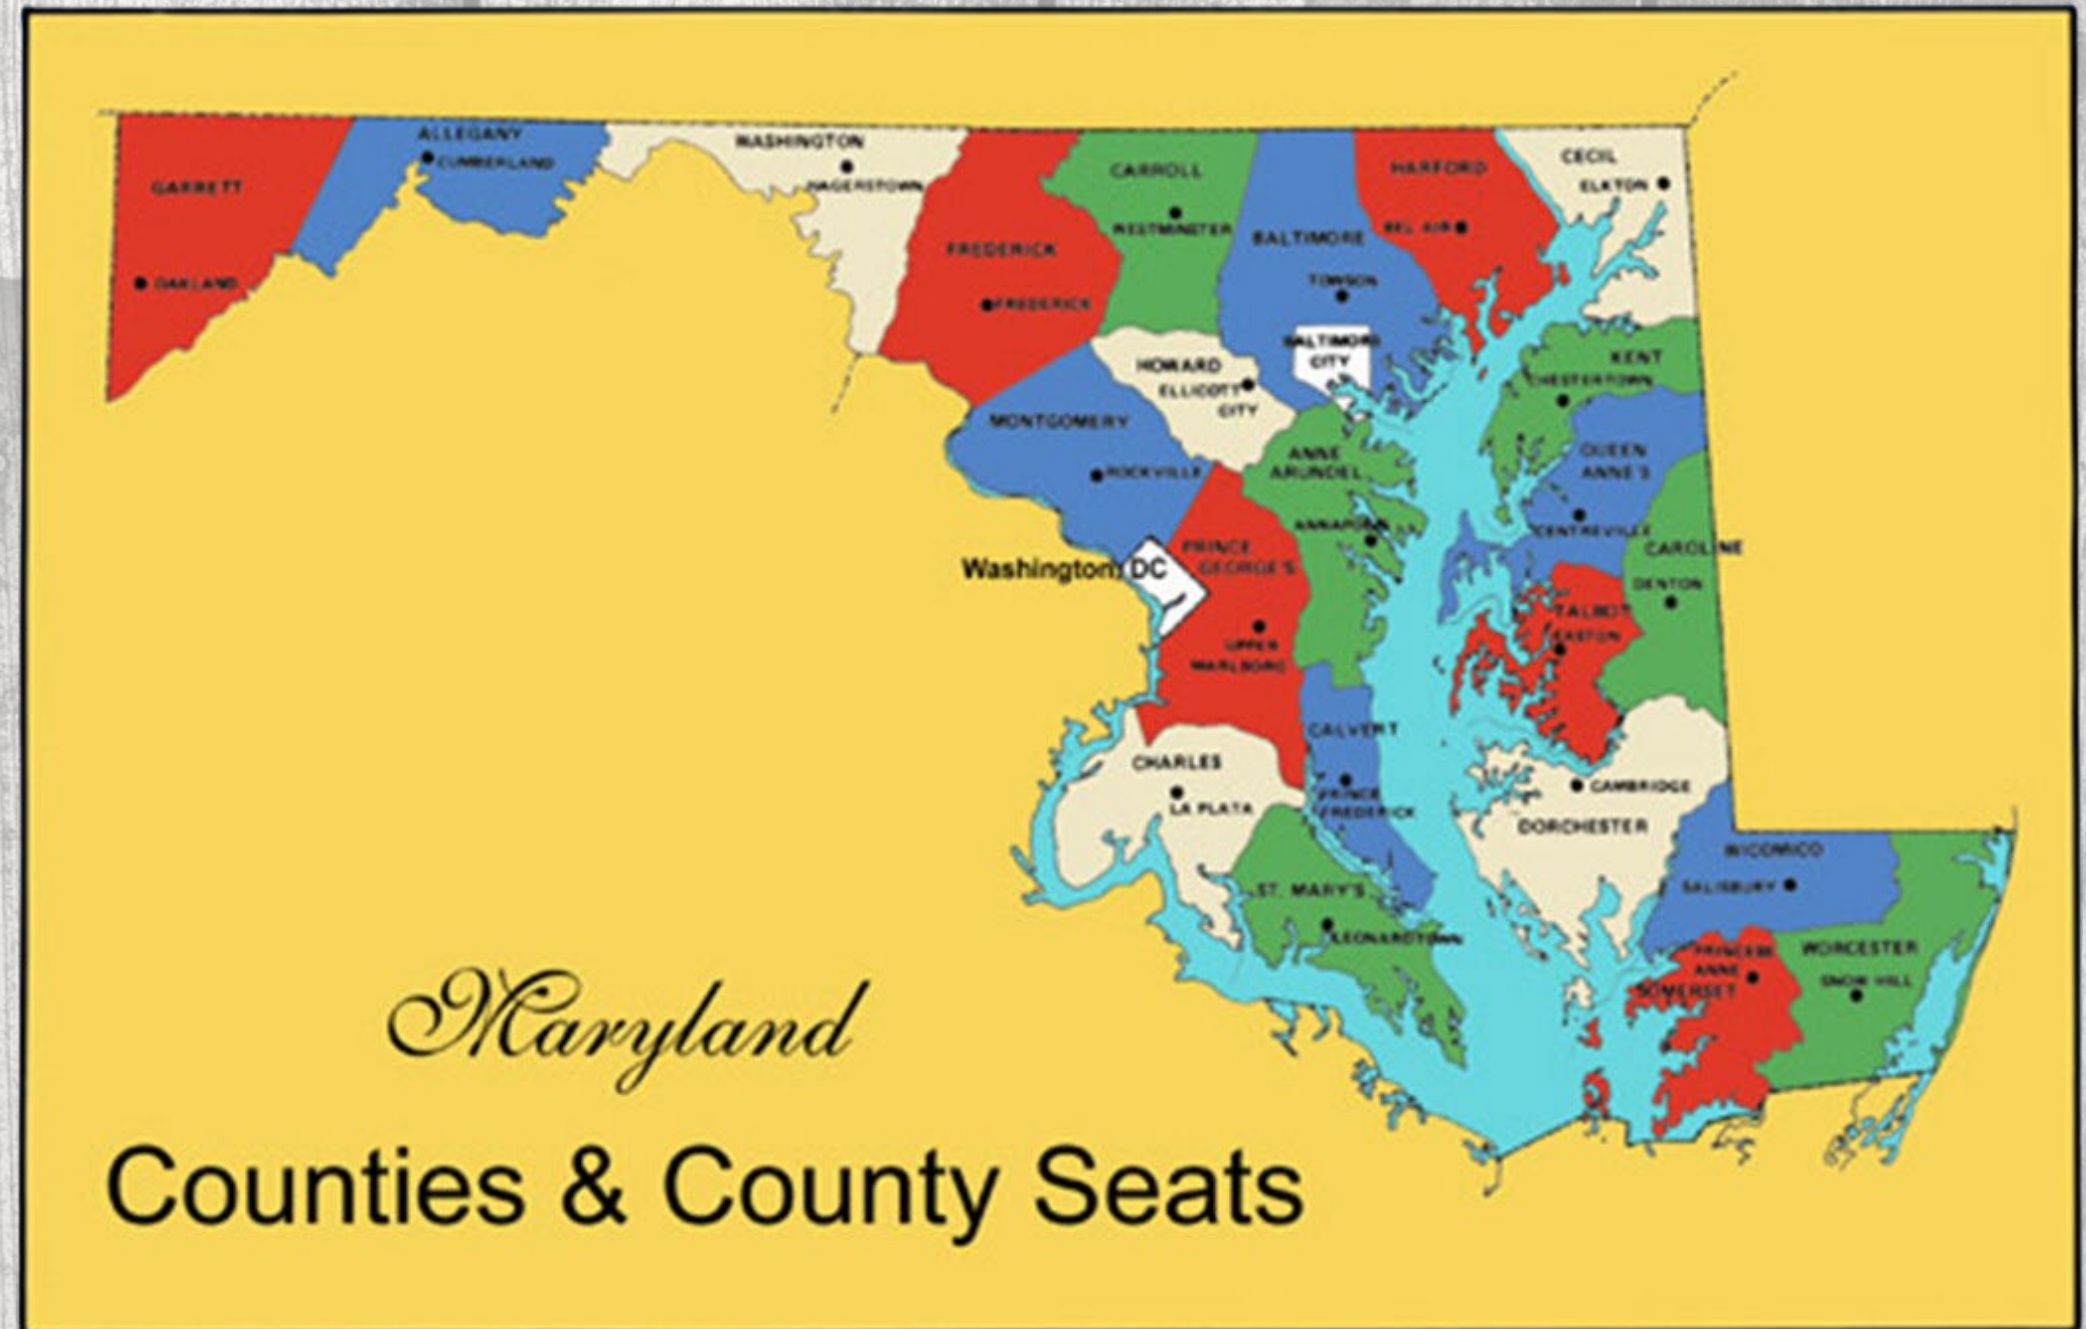 GARRETT
OAKLAND
ALLEGANY
CUMBERLAND
WASHINGTON
HAGERSTOWN
FREDERICK
FREDERICK
CARROLL
WESTMINSTER
BALTIMORE
TOWSON
BALTIMORE
CITY
HARFORD
BEL AIR
CECIL
ELKTON
HOWARD
ELLICOTT
CITY
MONTGOMERY
ROCKVILLE
Washington, DC
PRINCE
GEORGE'S
UPPER
MARLBORO
ANNE
ARUNDEL
ANNAPOLIS
KENT
CHESTERTOWN
QUEEN
ANNE'S
CENTREVILLE
CAROLINE
DENTON
TALBOT
EASTON
CALVERT
PRINCE
FREDERICK
CHARLES
LA PLATA
ST. MARY'S
LEONARDTOWN
CAMBRIDGE
DORCHESTER
WICOMICO
SALISBURY
PRINCESS
ANNE
SOMERSET
WORCESTER
SNOW HILL
Maryland
Counties & County Seats